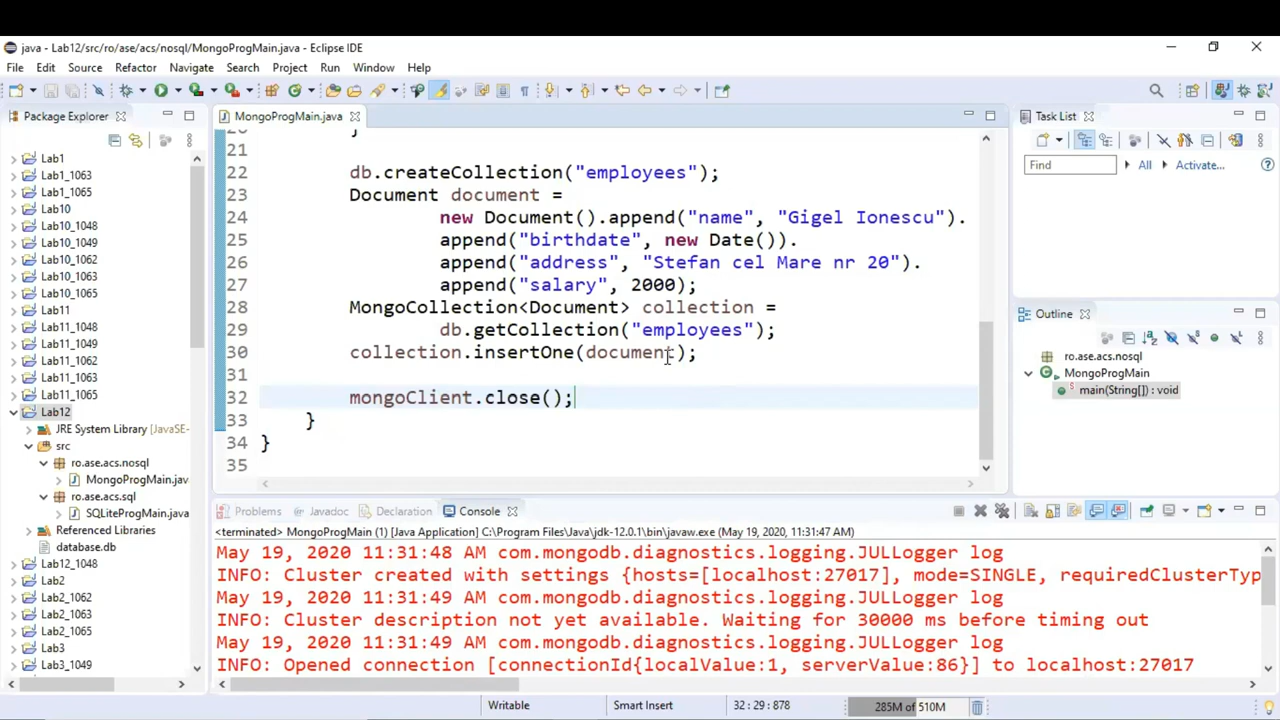 java - Lab12/src/ro/ase/acs/nosql/MongoProgMain.java - Eclipse IDE
File Edit Source Refactor Navigate Search Project Run Window Help
Package Explorer
Lab1
Lab1_1063
Lab1_1065
Lab10
Lab10_1048
Lab10_1049
Lab10_1062
Lab10_1063
Lab10_1065
Lab11
Lab11_1048
Lab11_1049
Lab11_1062
Lab11_1063
Lab11_1065
Lab12
JRE System Library [JavaSE-
src
ro.ase.acs.nosql
MongoProgMain.jav
ro.ase.acs.sql
SQLiteProgMain.java
Referenced Libraries
database.db
Lab12_1048
Lab2
Lab2_1062
Lab2_1063
Lab2_1065
Lab3
Lab3_1049
MongoProgMain.java
21
22 db.createCollection("employees");
23 Document document =
24 new Document().append("name", "Gigel Ionescu").
25 append("birthdate", new Date()).
26 append("address", "Stefan cel Mare nr 20").
27 append("salary", 2000);
28 MongoCollection<Document> collection =
29 db.getCollection("employees");
30 collection.insertOne(document);
31
32 mongoClient.close();
33 }
34 }
35
Task List
Find All Activate...
Outline
ro.ase.acs.nosql
MongoProgMain
main(String[]) : void
Problems Javadoc Declaration Console
<terminated> MongoProgMain (1) [Java Application] C:\Program Files\Java\jdk-12.0.1\bin\javaw.exe (May 19, 2020 11:31:47 AM)
May 19, 2020 11:31:48 AM com.mongodb.diagnostics.logging.JULLogger log
INFO: Cluster created with settings {hosts=[localhost:27017], mode=SINGLE, requiredClusterTyp
May 19, 2020 11:31:49 AM com.mongodb.diagnostics.logging.JULLogger log
INFO: Cluster description not yet available. Waiting for 30000 ms before timing out
May 19, 2020 11:31:49 AM com.mongodb.diagnostics.logging.JULLogger log
INFO: Opened connection [connectionId{localValue:1, serverValue:86}] to localhost:27017
Writable Smart Insert 32 : 29 : 878 285M of 510M